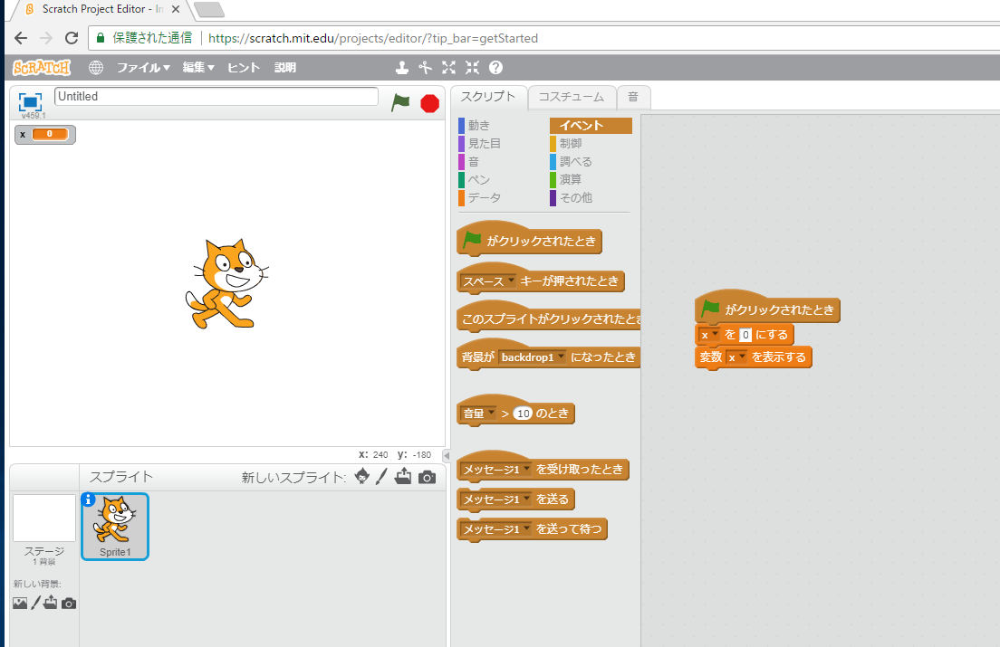 Scratch Project Editor - In
保護された通信 https://scratch.mit.edu/projects/editor/?tip_bar=getStarted
SCRATCH ファイル▼ 編集▼ ヒント 説明
v459.1
Untitled
x 0
x: 240 y: -180
スプライト 新しいスプライト:
ステージ
1 背景
新しい背景:
Sprite1
スクリプト コスチューム 音
動き イベント
見た目 制御
音 調べる
ペン 演算
データ その他
がクリックされたとき
スペース キーが押されたとき
このスプライトがクリックされたとき
背景が backdrop1 になったとき
音量 > 10 のとき
メッセージ1 を受け取ったとき
メッセージ1 を送る
メッセージ1 を送って待つ
がクリックされたとき
x を 0 にする
変数 x を表示する